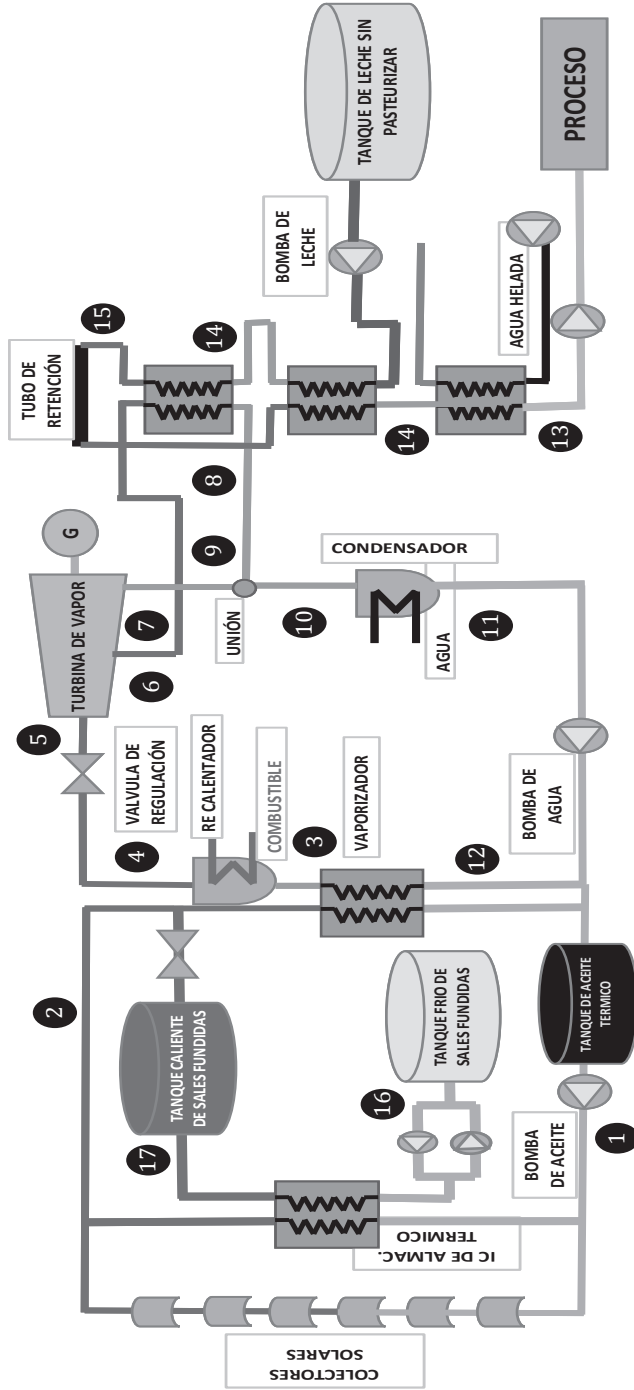 COLECTORES
SOLARES
2
17
TANQUE CALIENTE
DE SALES FUNDIDAS
IC DE ALMAC.
TERMICO
16
TANQUE FRIO DE
SALES FUNDIDAS
BOMBA
DE ACEITE
1
TANQUE DE ACEITE
TERMICO
4
VALVULA DE
REGULACIÓN
5
RE CALENTADOR
COMBUSTIBLE
3
VAPORIZADOR
12
BOMBA DE
AGUA
TURBINA DE VAPOR
G
6
7
UNIÓN
9
8
10
CONDENSADOR
AGUA
11
TUBO DE
RETENCIÓN
15
14
14
13
BOMBA DE
LECHE
TANQUE DE LECHE SIN
PASTEURIZAR
AGUA HELADA
PROCESO